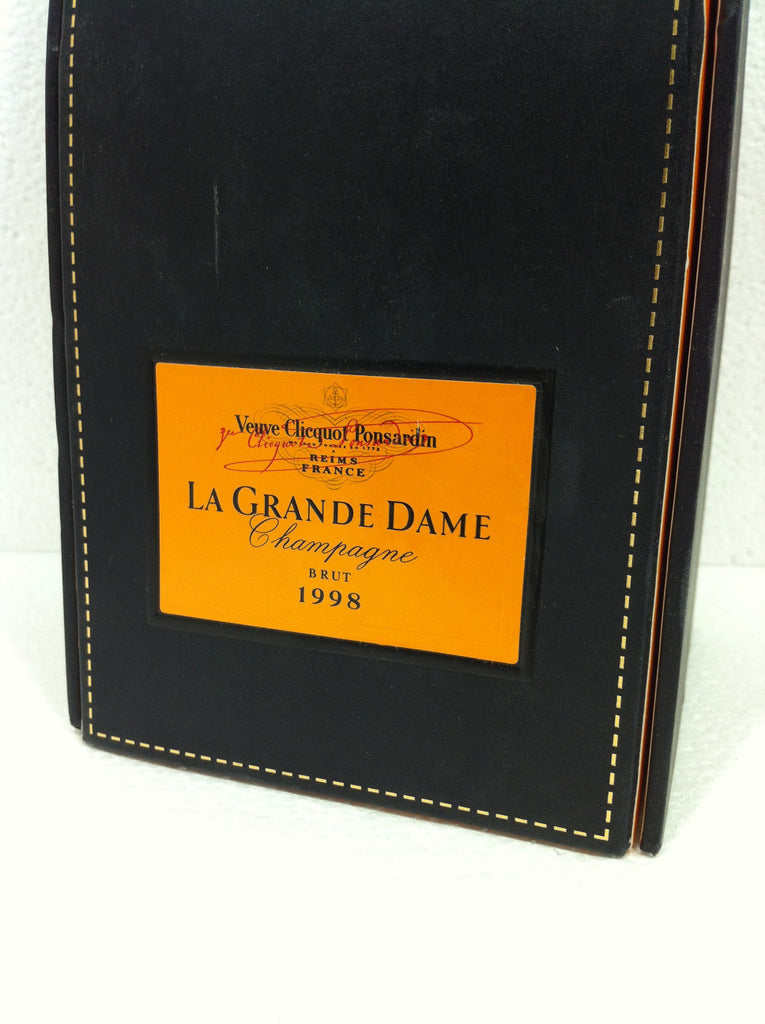 Veuve Clicquot Ponsardin
REIMS
FRANCE
LA GRANDE DAME
Champagne
BRUT
1998